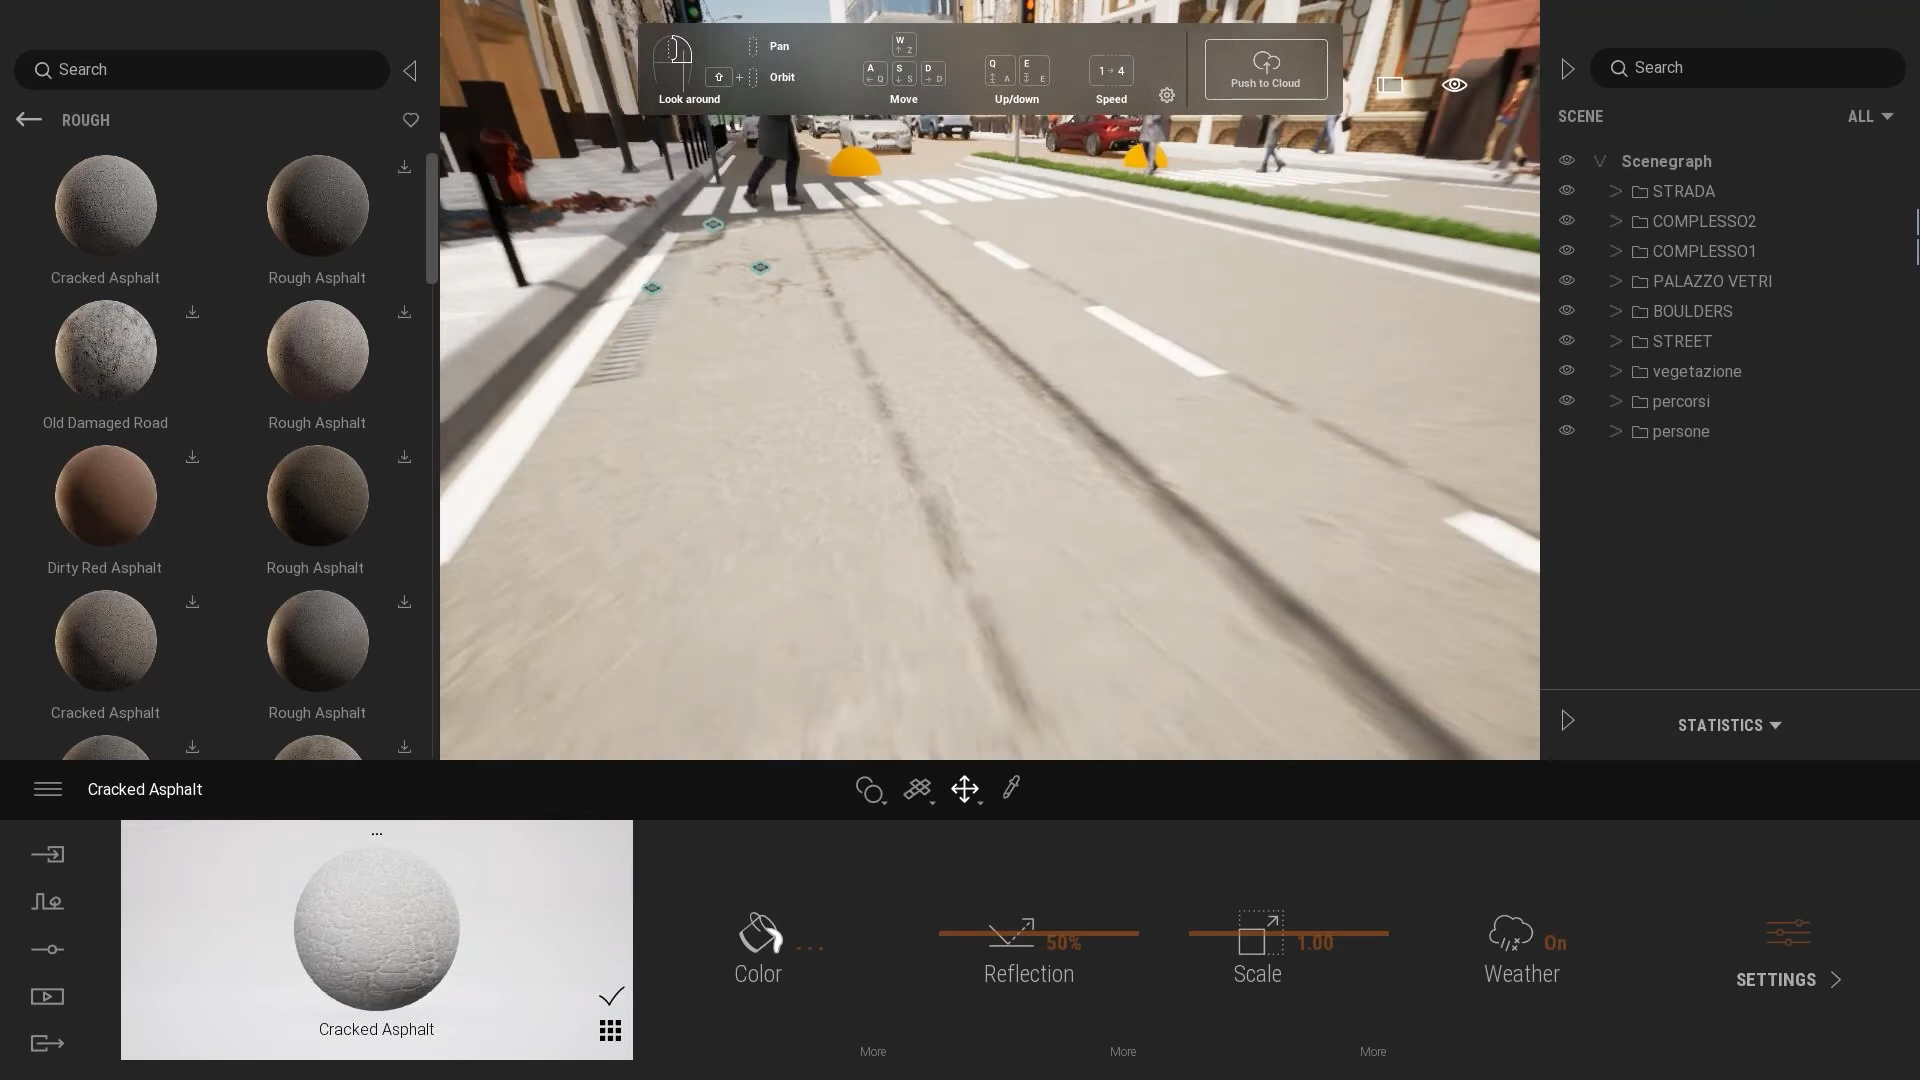 Search
ROUGH
Cracked Asphalt
Rough Asphalt
Old Damaged Road
Rough Asphalt
Dirty Red Asphalt
Rough Asphalt
Cracked Asphalt
Rough Asphalt
Look around
Pan
+
Orbit
W
Z
A
Q
S
S
D
D
Move
Q
A
E
E
Up/down
1 4
Speed
Push to Cloud
Search
SCENE
ALL
Scenegraph
STRADA
COMPLESSO2
COMPLESSO1
PALAZZO VETRI
BOULDERS
STREET
vegetazione
percorsi
persone
STATISTICS
Cracked Asphalt
...
Cracked Asphalt
...
Color
50%
Reflection
1.00
Scale
On
Weather
SETTINGS
More
More
More